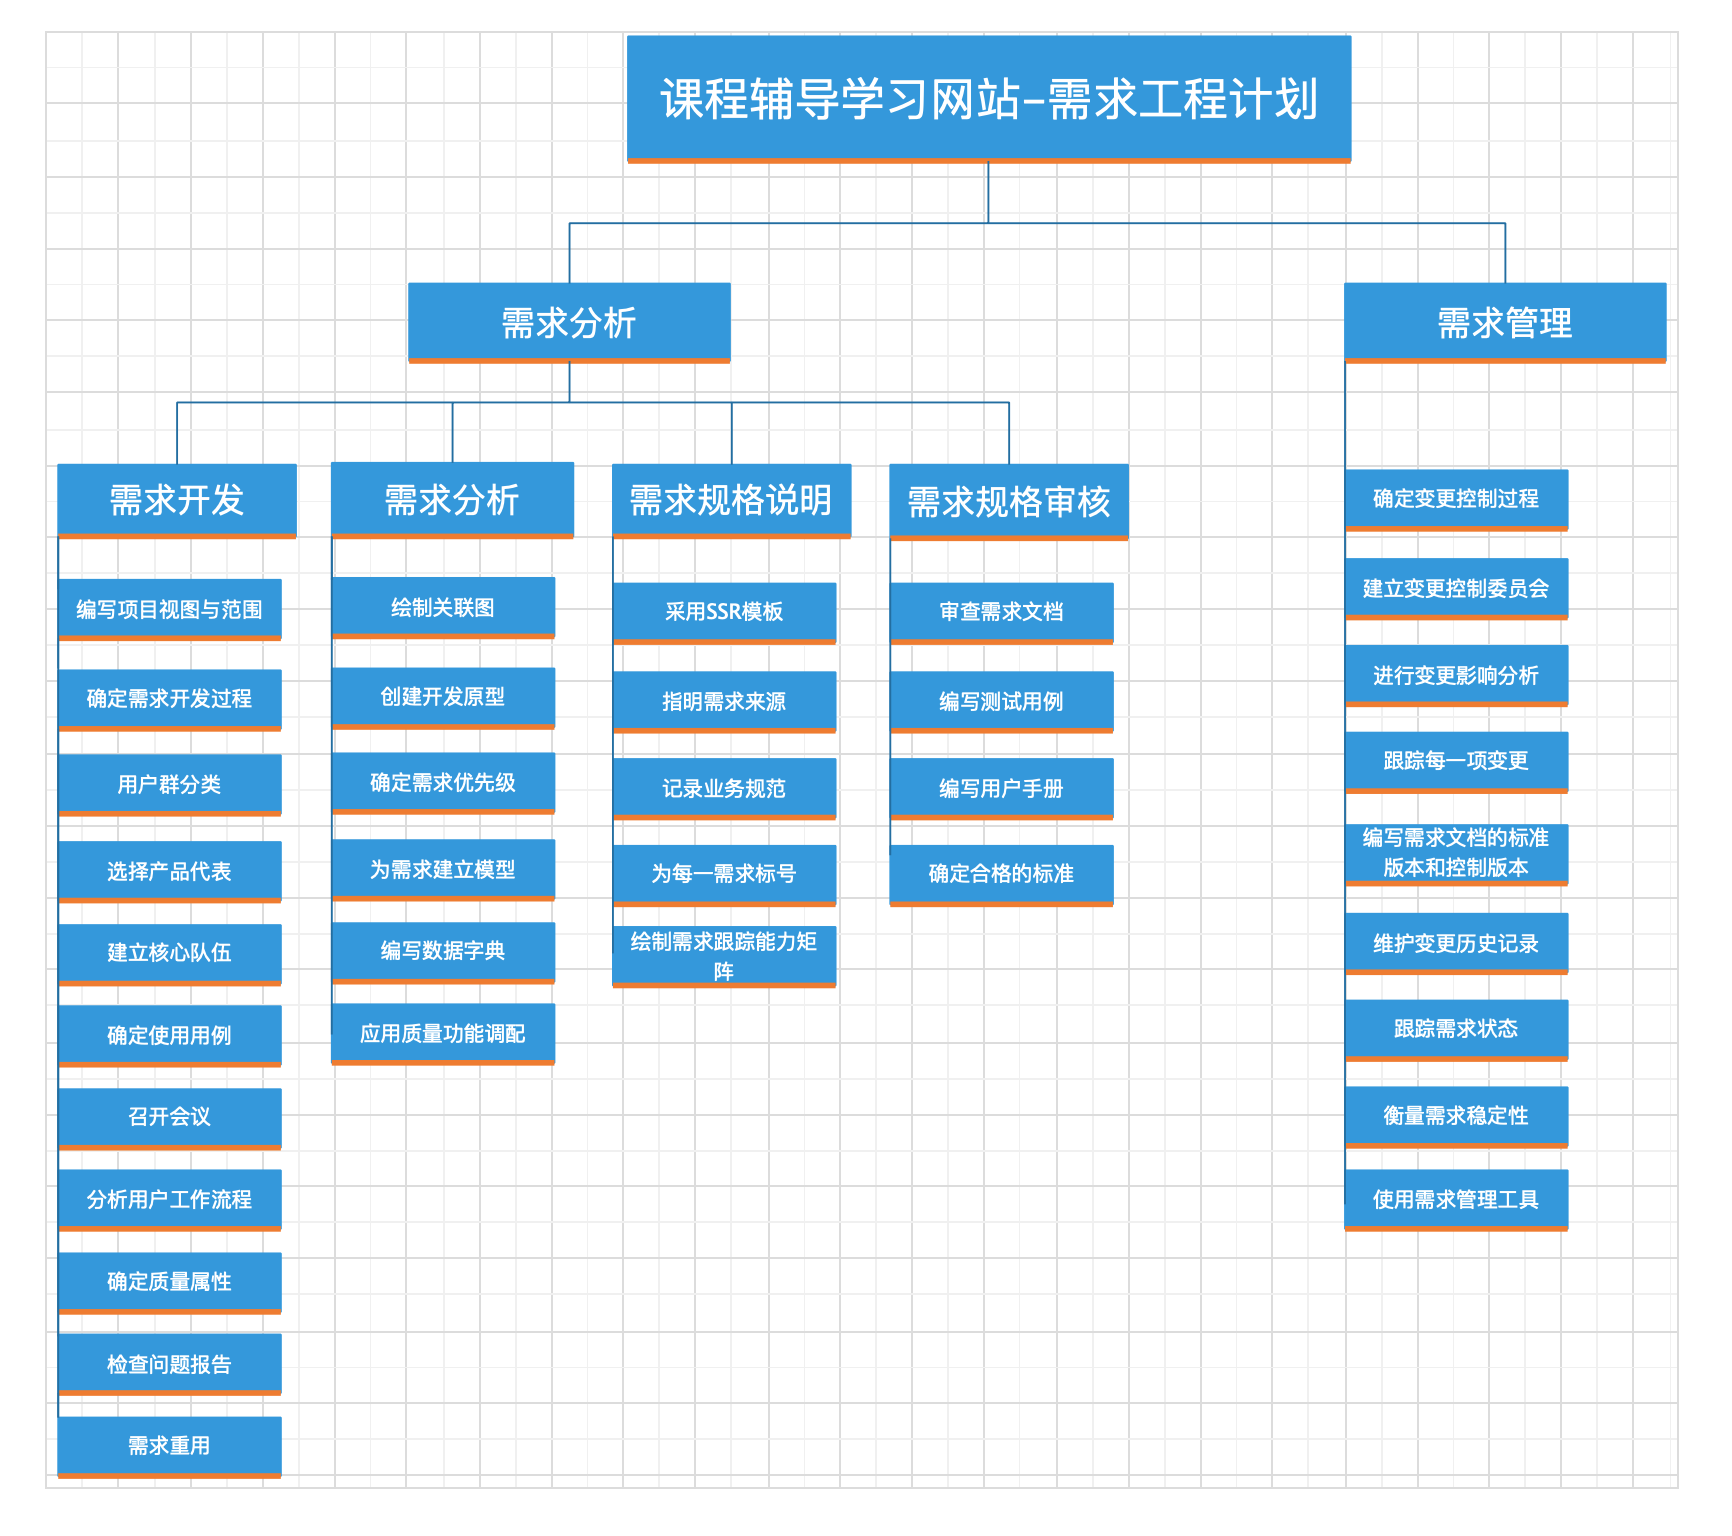 课程辅导学习网站-需求工程计划
需求分析
需求管理
需求开发
需求分析
需求规格说明
需求规格审核
编写项目视图与范围
确定需求开发过程
用户群分类
选择产品代表
建立核心队伍
确定使用用例
召开会议
分析用户工作流程
确定质量属性
检查问题报告
需求重用
绘制关联图
创建开发原型
确定需求优先级
为需求建立模型
编写数据字典
应用质量功能调配
采用SSR模板
指明需求来源
记录业务规范
为每一需求标号
绘制需求跟踪能力矩
阵
审查需求文档
编写测试用例
编写用户手册
确定合格的标准
确定变更控制过程
建立变更控制委员会
进行变更影响分析
跟踪每一项变更
编写需求文档的标准
版本和控制版本
维护变更历史记录
跟踪需求状态
衡量需求稳定性
使用需求管理工具